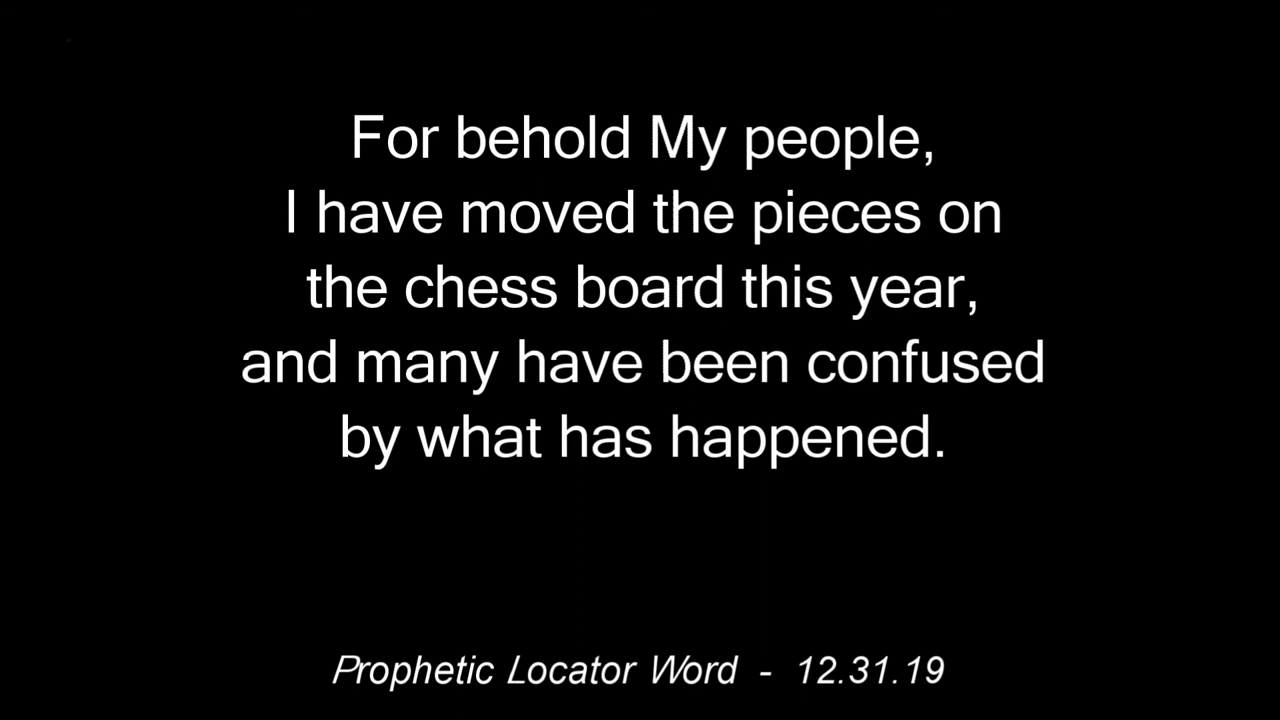 For behold My people,
I have moved the pieces on
the chess board this year,
and many have been confused
by what has happened.
Prophetic Locator Word - 12.31.19